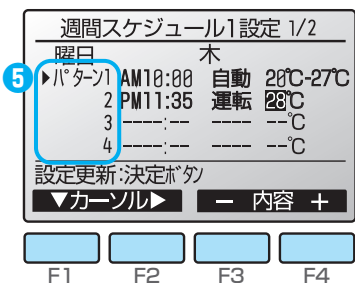 週間スケジュール1設定 1/2
曜日 木
5 ▶パターン1 AM10:00 自動 20℃-27℃
2 PM11:35 運転 28℃
3 ----:-- ---- --℃
4 ----:-- ---- --℃
設定更新:決定ボタン
▼カーソル▶ － 内容 ＋
F1 F2 F3 F4